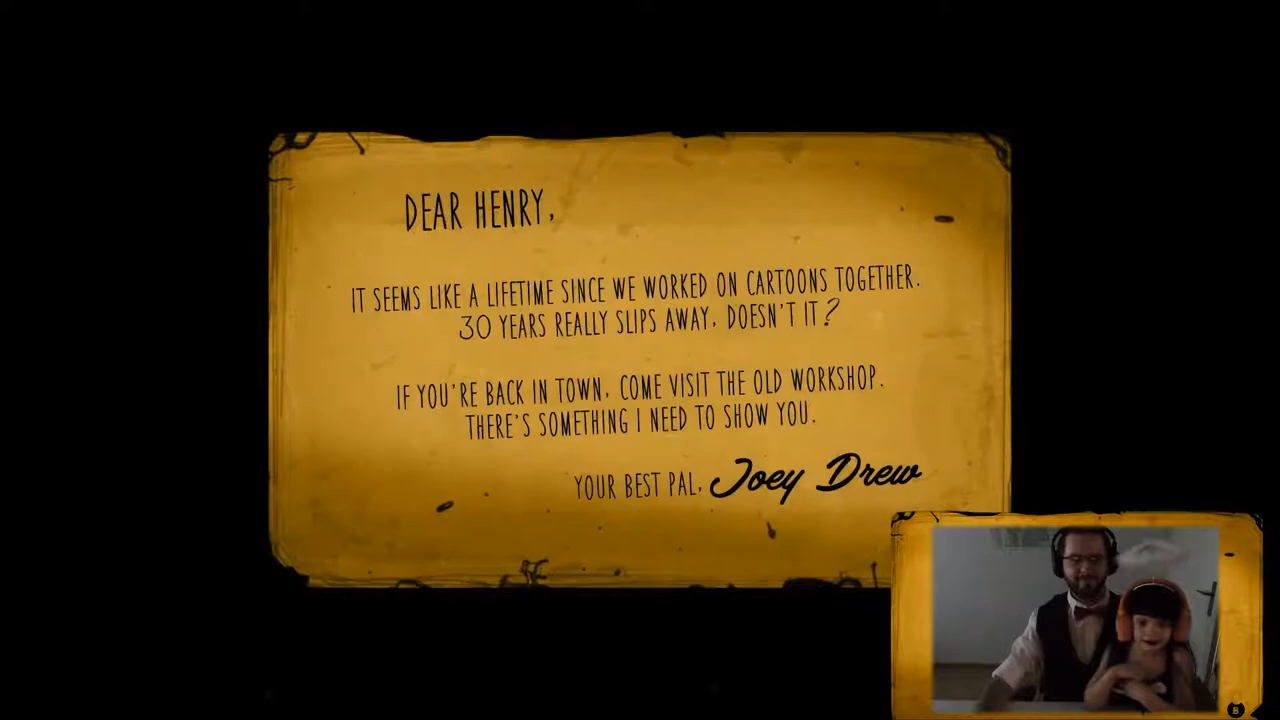 DEAR HENRY,
IT SEEMS LIKE A LIFETIME SINCE WE WORKED ON CARTOONS TOGETHER.
30 YEARS REALLY SLIPS AWAY, DOESN'T IT?
IF YOU'RE BACK IN TOWN, COME VISIT THE OLD WORKSHOP.
THERE'S SOMETHING I NEED TO SHOW YOU.
YOUR BEST PAL, Joey Drew
B